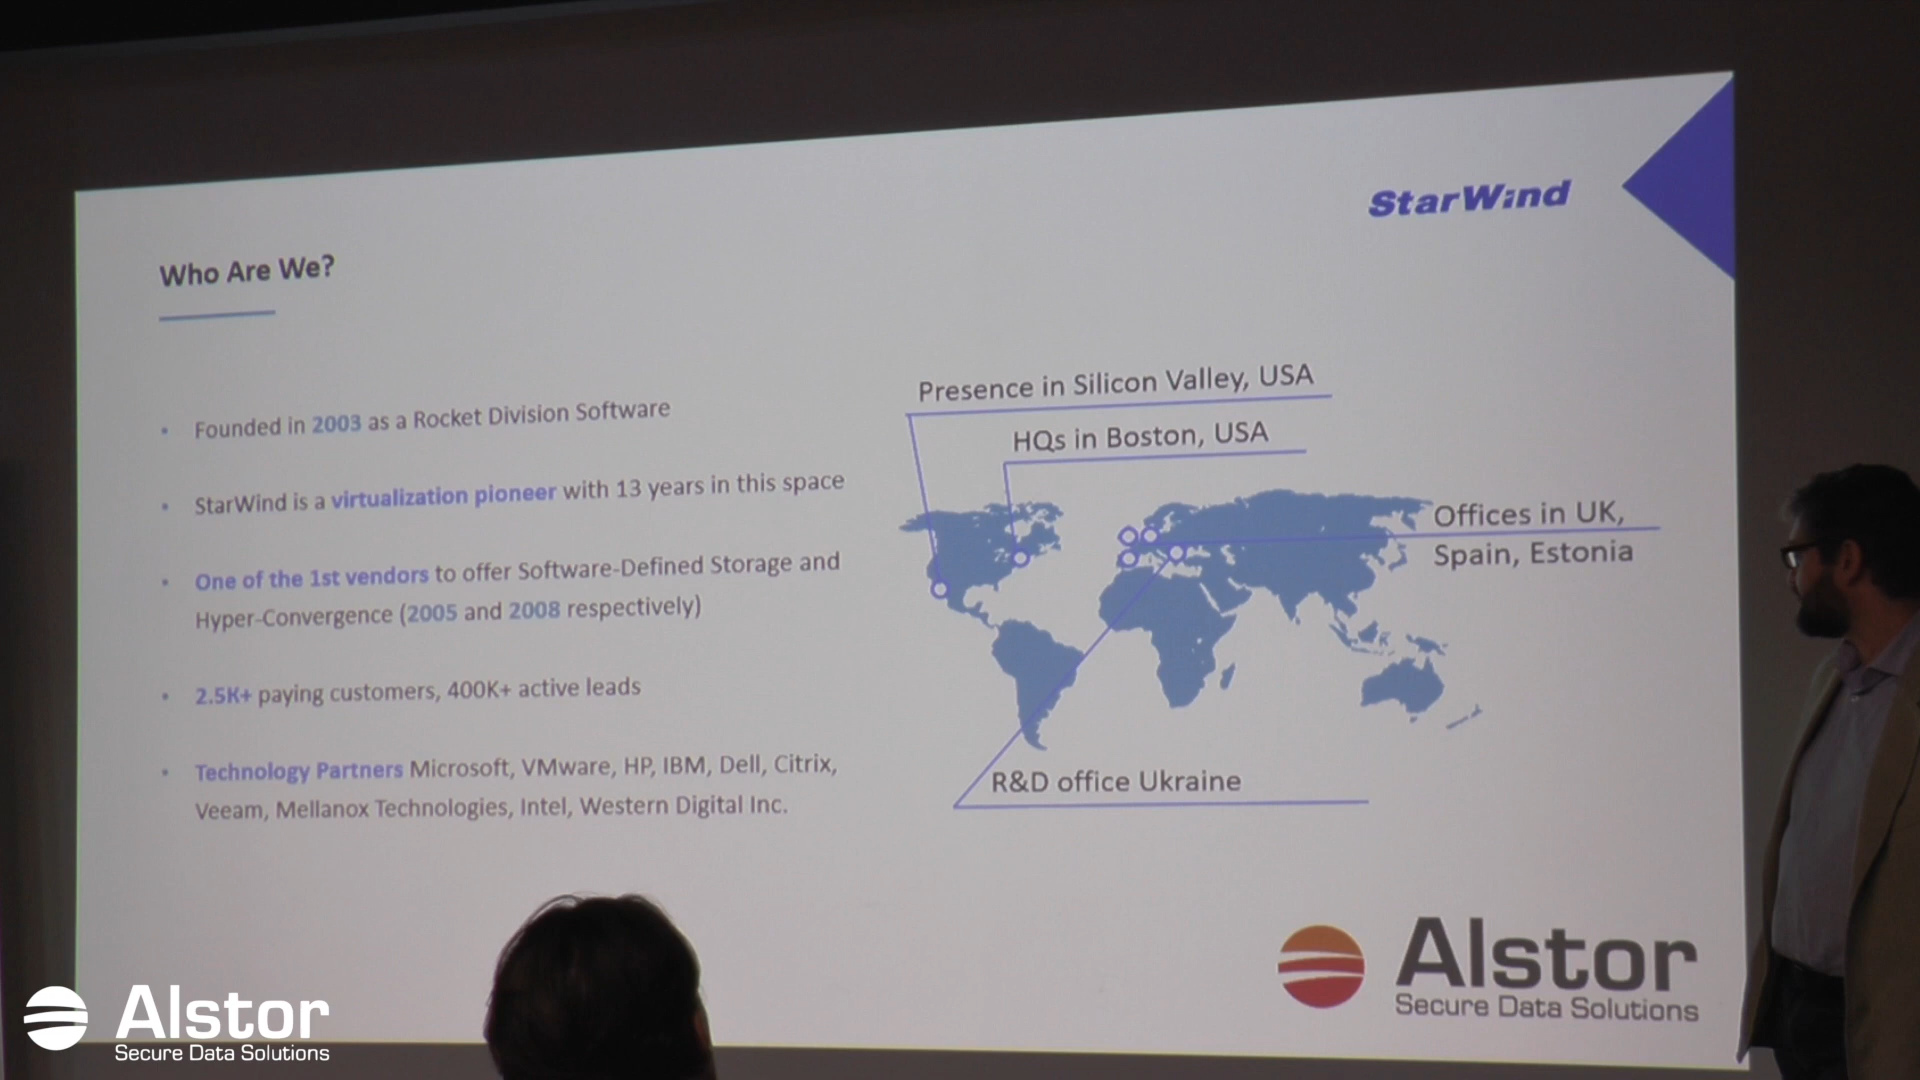 StarWind
Who Are We?
• Founded in 2003 as a Rocket Division Software
• StarWind is a virtualization pioneer with 13 years in this space
• One of the 1st vendors to offer Software-Defined Storage and
Hyper-Convergence (2005 and 2008 respectively)
• 2.5K+ paying customers, 400K+ active leads
• Technology Partners Microsoft, VMware, HP, IBM, Dell, Citrix,
Veeam, Mellanox Technologies, Intel, Western Digital Inc.
Presence in Silicon Valley, USA
HQs in Boston, USA
Offices in UK,
Spain, Estonia
R&D office Ukraine
Alstor
Secure Data Solutions
Alstor
Secure Data Solutions